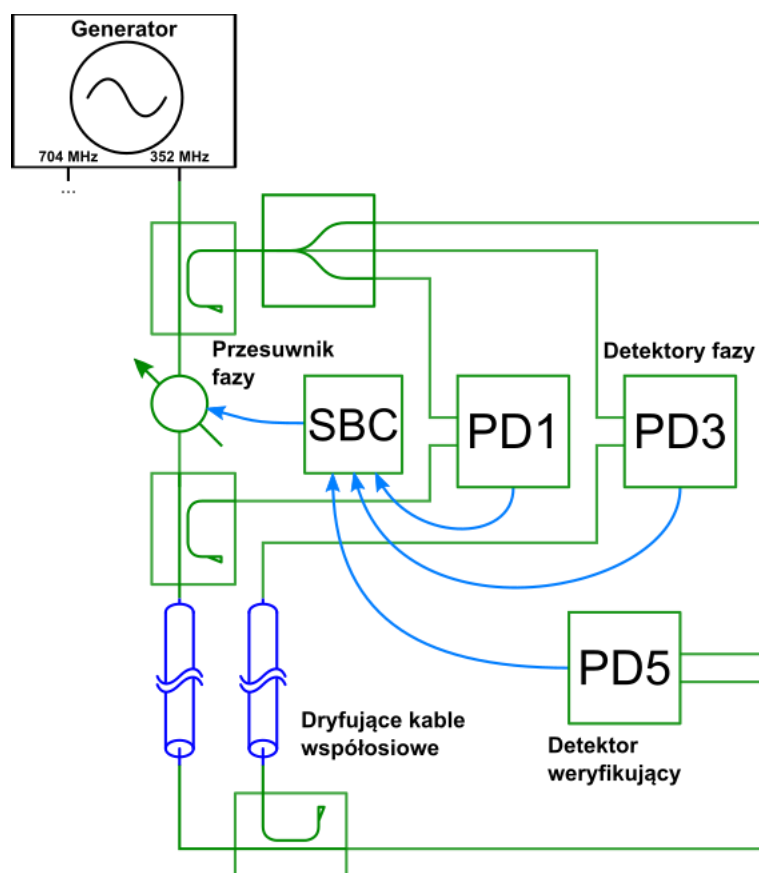 Generator
704 MHz
352 MHz
...
Przesuwnik
fazy
Detektory fazy
SBC
PD1
PD3
PD5
Dryfujące kable
współosiowe
Detektor
weryfikujący